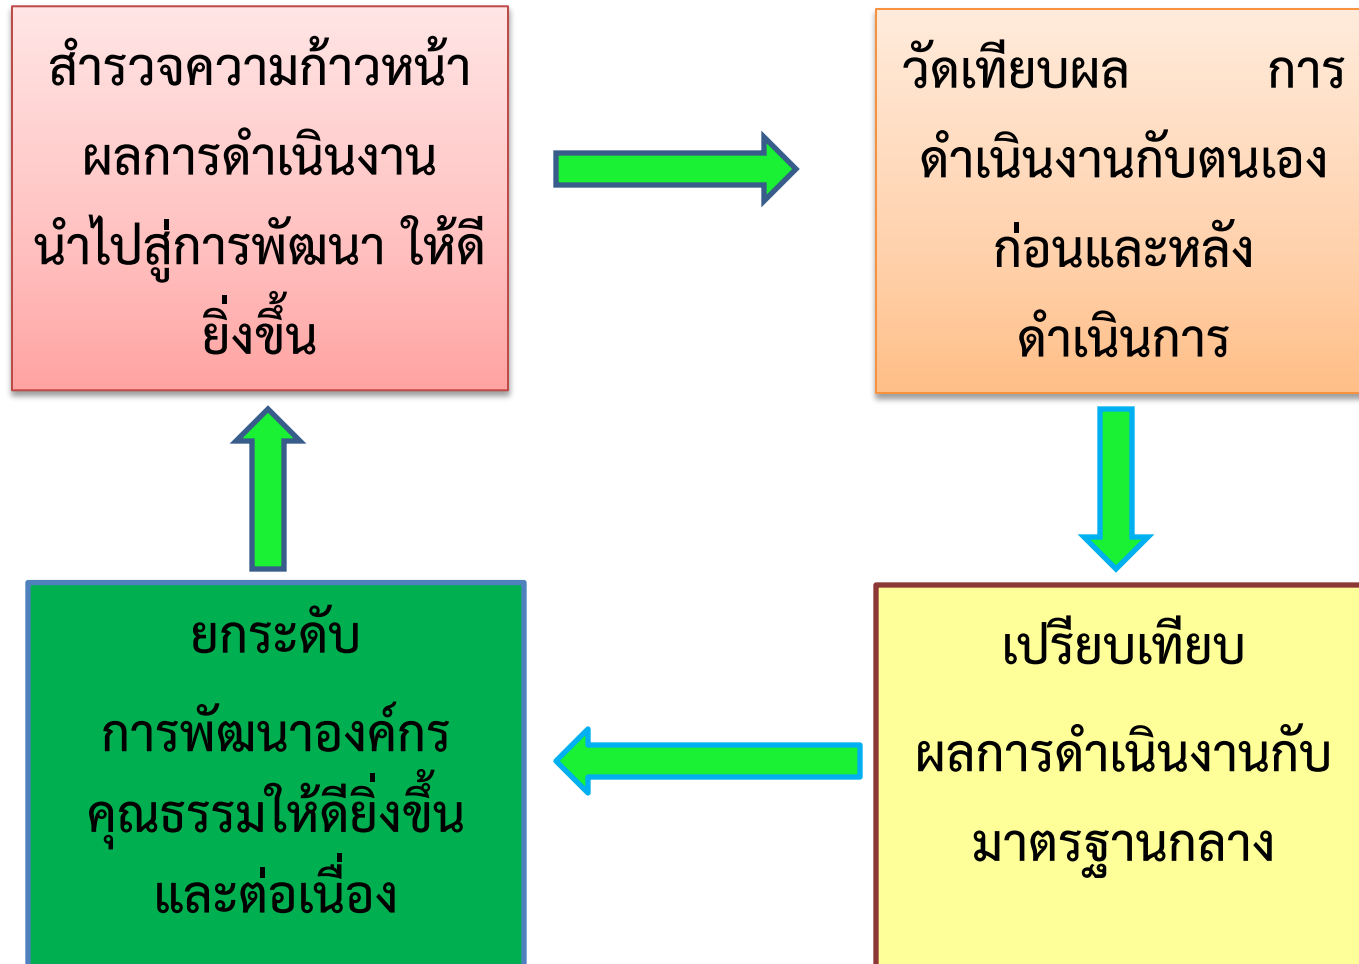 สำรวจความก้าวหน้า
ผลการดำเนินงาน
นำไปสู่การพัฒนา ให้ดี
ยิ่งขึ้น
วัดเทียบผล การ
ดำเนินงานกับตนเอง
ก่อนและหลัง
ดำเนินการ
ยกระดับ
การพัฒนาองค์กร
คุณธรรมให้ดียิ่งขึ้น
และต่อเนื่อง
เปรียบเทียบ
ผลการดำเนินงานกับ
มาตรฐานกลาง